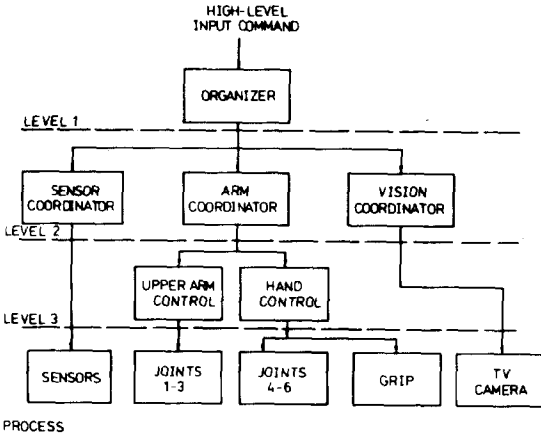 HIGH-LEVEL
INPUT COMMAND
ORGANIZER
LEVEL 1
SENSOR
COORDINATOR
ARM
COORDINATOR
VISION
COORDINATOR
LEVEL 2
UPPER ARM
CONTROL
HAND
CONTROL
LEVEL 3
SENSORS
JOINTS
1-3
JOINTS
4-6
GRIP
TV
CAMERA
PROCESS